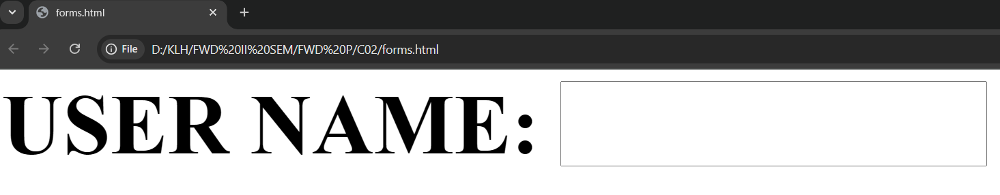 forms.html
File D:/KLH/FWD%20II%20SEM/FWD%20P/C02/forms.html
USER NAME: